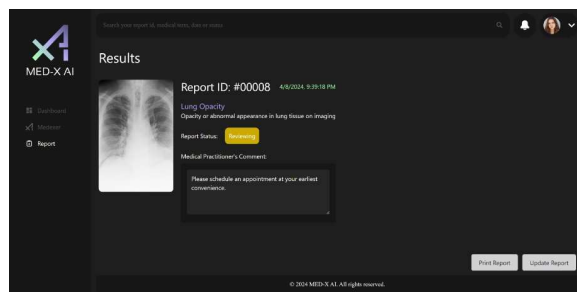 Search your report id, medical term, date or status
MED-X AI
Dashboard
Report
Results
Report ID: #00008 4/8/2024, 9:39:18 PM
Lung Opacity
Opacity or abnormal appearance in lung tissue on imaging
Report Status: Reviewing
Medical Practitioner's Comment:
Please schedule an appointment at your earliest
convenience.
Print Report Update Report
© 2024 MED-X AI. All rights reserved.